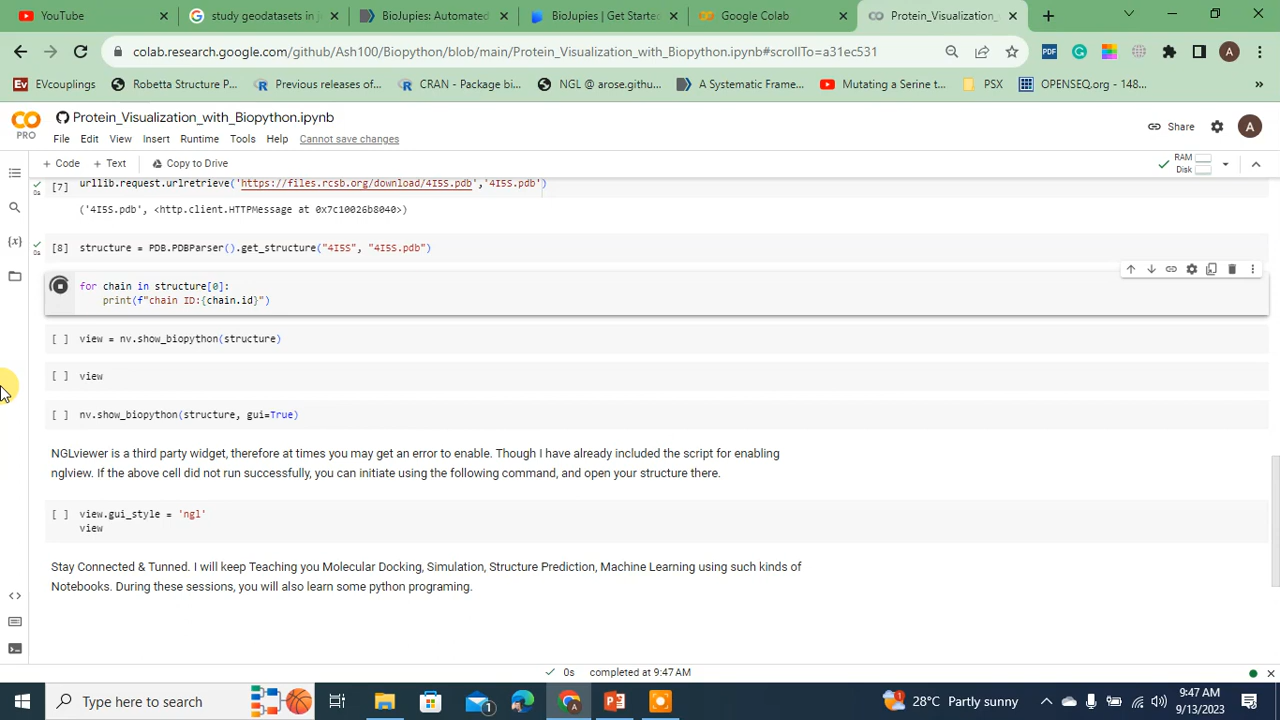 YouTube
study geodatasets in j
BioJupies: Automated
BioJupies | Get Starte
Google Colab
Protein_Visualization_wi
colab.research.google.com/github/Ash100/Biopython/blob/main/Protein_Visualization_with_Biopython.ipynb#scrollTo=a31ec531
PDF
A
EVcouplings
Robetta Structure P...
Previous releases of...
CRAN - Package bi...
NGL @ arose.githu...
A Systematic Frame...
Mutating a Serine t...
PSX
OPENSEQ.org - 148...
»
PRO
Protein_Visualization_with_Biopython.ipynb
File Edit View Insert Runtime Tools Help Cannot save changes
Share
A
+ Code + Text Copy to Drive
RAM
Disk
[7] urllib.request.urlretrieve('https://files.rcsb.org/download/4I5S.pdb','4I5S.pdb')
0s
('4I5S.pdb', <http.client.HTTPMessage at 0x7c10026b8040>)
[8] structure = PDB.PDBParser().get_structure("4I5S", "4I5S.pdb")
0s
for chain in structure[0]:
print(f"chain ID:{chain.id}")
[ ] view = nv.show_biopython(structure)
[ ] view
[ ] nv.show_biopython(structure, gui=True)
NGLviewer is a third party widget, therefore at times you may get an error to enable. Though I have already included the script for enabling
nglview. If the above cell did not run successfully, you can initiate using the following command, and open your structure there.
[ ] view.gui_style = 'ngl'
view
Stay Connected & Tunned. I will keep Teaching you Molecular Docking, Simulation, Structure Prediction, Machine Learning using such kinds of
Notebooks. During these sessions, you will also learn some python programing.
0s completed at 9:47 AM
Type here to search
1
28°C Partly sunny
9:47 AM
9/13/2023